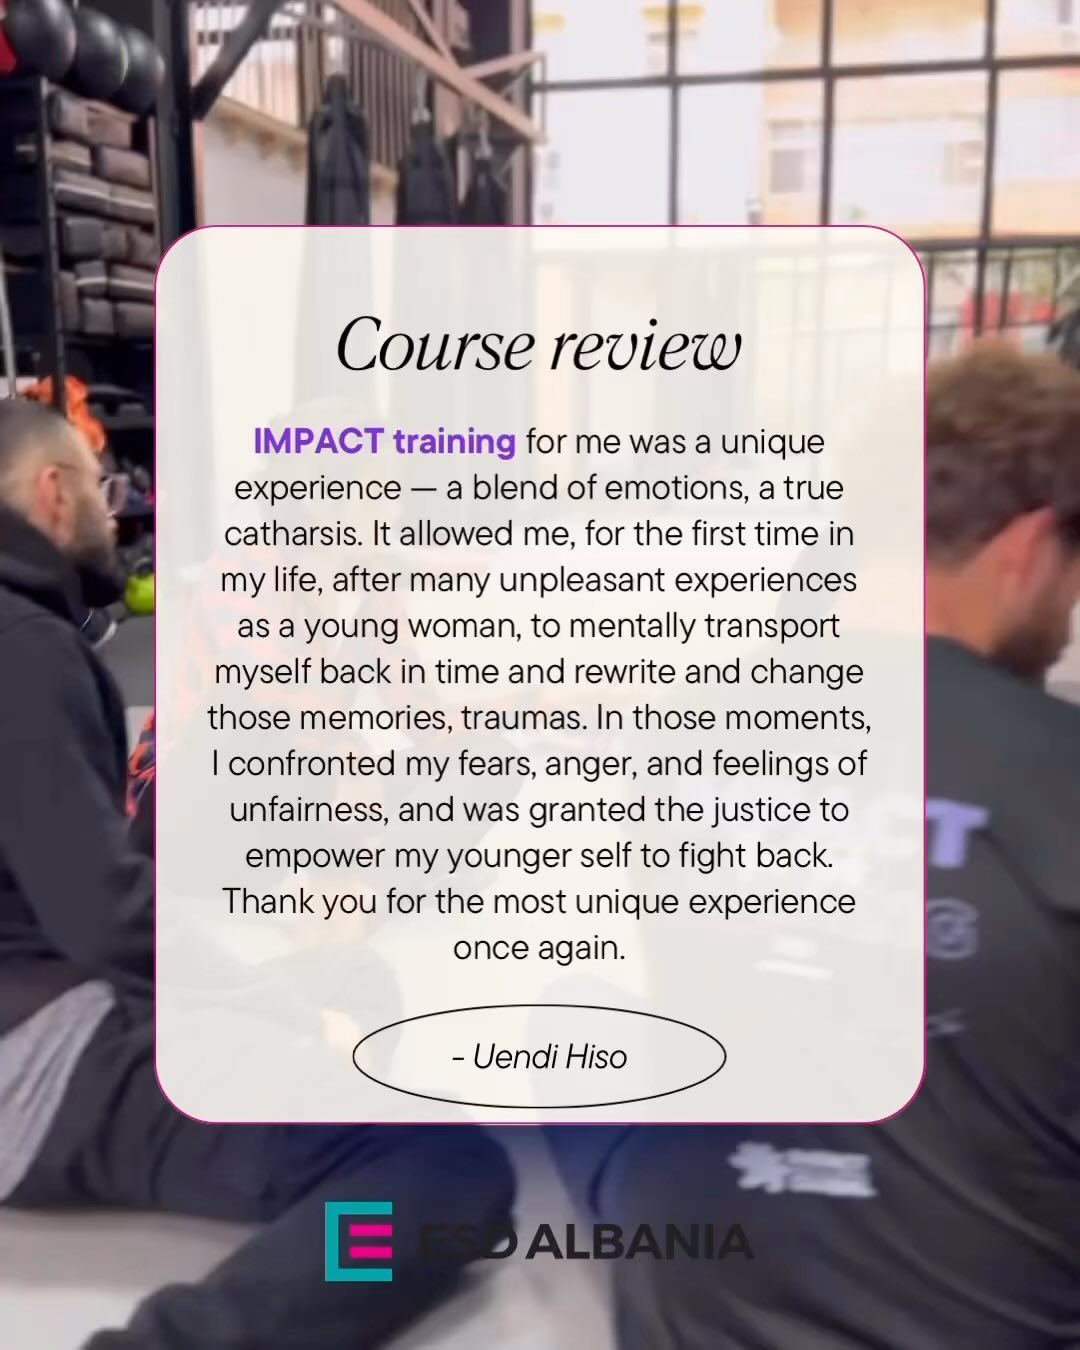 Course review
IMPACT training for me was a unique
experience — a blend of emotions, a true
catharsis. It allowed me, for the first time in
my life, after many unpleasant experiences
as a young woman, to mentally transport
myself back in time and rewrite and change
those memories, traumas. In those moments,
I confronted my fears, anger, and feelings of
unfairness, and was granted the justice to
empower my younger self to fight back.
Thank you for the most unique experience
once again.
- Uendi Hiso
ESD ALBANIA